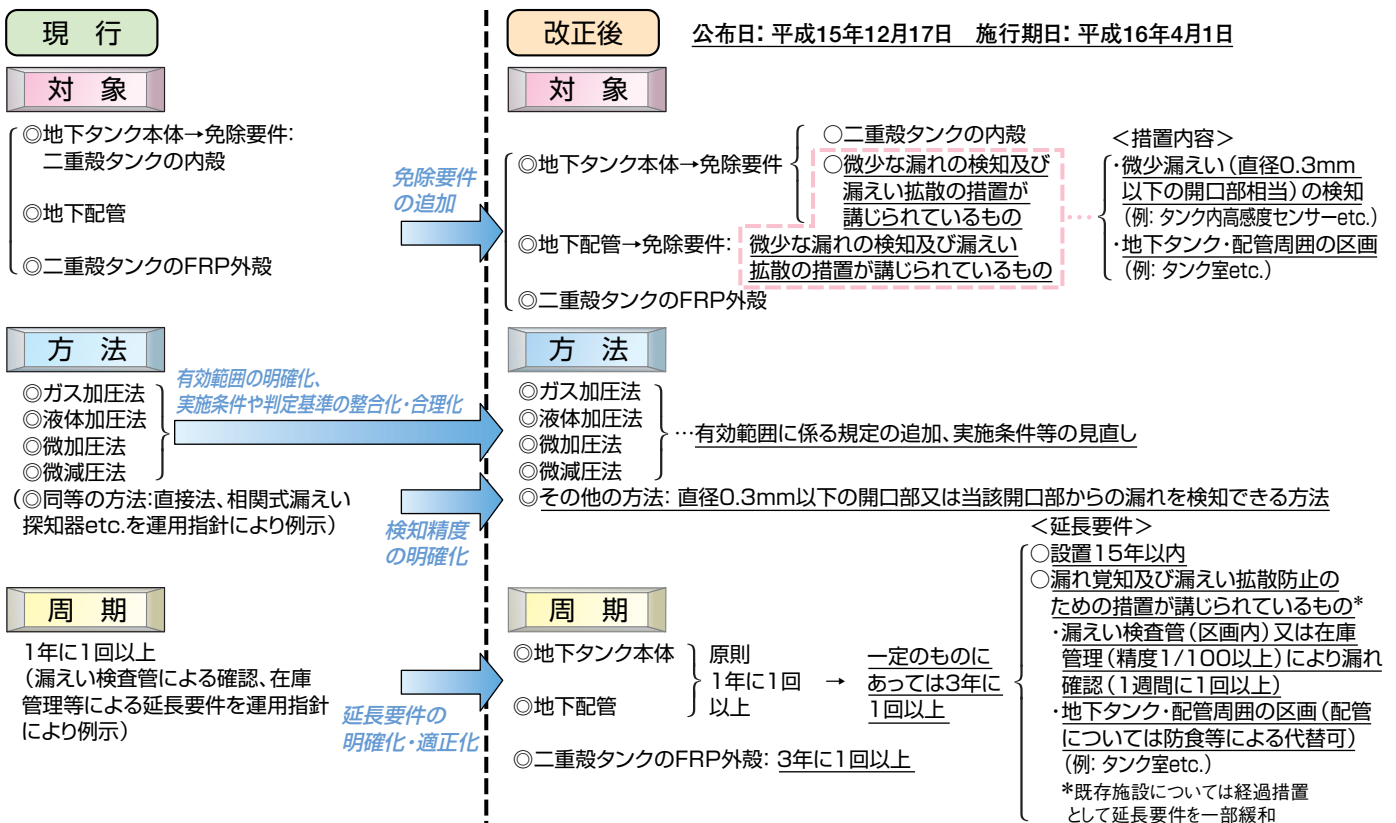 現 行
対 象
◎地下タンク本体→免除要件：
二重殻タンクの内殻
◎地下配管
◎二重殻タンクのFRP外殻
免除要件
の追加
改正後
公布日：平成15年12月17日　施行期日：平成16年4月1日
対 象
◎地下タンク本体→免除要件
○二重殻タンクの内殻
○微少な漏れの検知及び
漏えい拡散の措置が
講じられているもの
◎地下配管→免除要件：
微少な漏れの検知及び漏えい
拡散の措置が講じられているもの
◎二重殻タンクのFRP外殻
＜措置内容＞
・微少漏えい（直径0.3mm
以下の開口部相当）の検知
（例：タンク内高感度センサーetc.）
・地下タンク・配管周囲の区画
（例：タンク室etc.）
方 法
◎ガス加圧法
◎液体加圧法
◎微加圧法
◎微減圧法
（◎同等の方法：直接法、相関式漏えい
探知器etc.を運用指針により例示）
有効範囲の明確化、
実施条件や判定基準の整合化・合理化
検知精度
の明確化
方 法
◎ガス加圧法
◎液体加圧法
◎微加圧法
◎微減圧法
…有効範囲に係る規定の追加、実施条件等の見直し
◎その他の方法：直径0.3mm以下の開口部又は当該開口部からの漏れを検知できる方法
周 期
1年に1回以上
（漏えい検査管による確認、在庫
管理等による延長要件を運用指針
により例示）
延長要件の
明確化・適正化
周 期
◎地下タンク本体
◎地下配管
原則
1年に1回
以上
→
一定のものに
あっては3年に
1回以上
◎二重殻タンクのFRP外殻：3年に1回以上
＜延長要件＞
○設置15年以内
○漏れ覚知及び漏えい拡散防止の
ための措置が講じられているもの*
・漏えい検査管（区画内）又は在庫
管理（精度1/100以上）により漏れ
確認（1週間に1回以上）
・地下タンク・配管周囲の区画（配管
については防食等による代替可）
（例：タンク室etc.）
*既存施設については経過措置
として延長要件を一部緩和